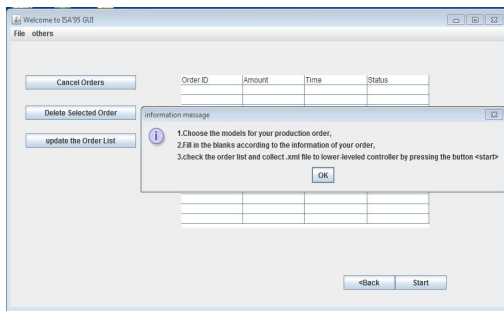 Welcome to ISA'95 GUI
File others
Cancel Orders
Delete Selected Order
update the Order List
Order ID Amount Time Status
information message
1.Choose the models for your production order,
2.Fill in the blanks according to the information of your order,
3.check the order list and collect .xml file to lower-leveled controller by pressing the button <start>
OK
<Back Start